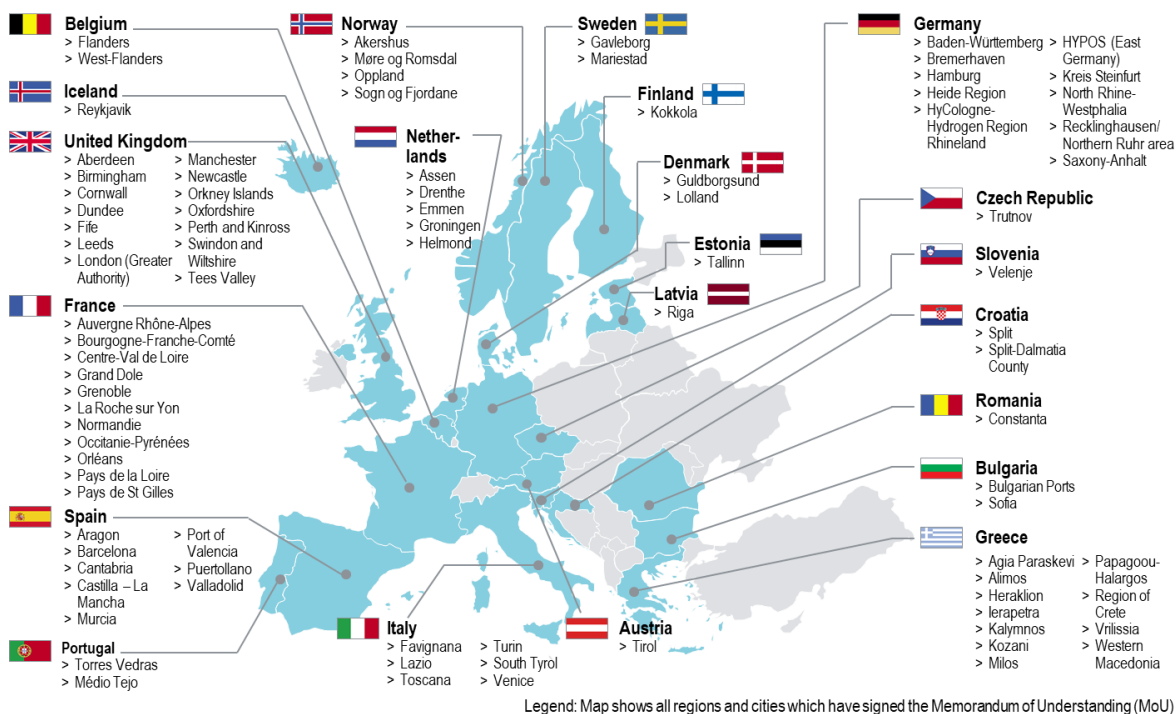 Belgium
> Flanders
> West-Flanders
Iceland
> Reykjavik
United Kingdom
> Aberdeen
> Birmingham
> Cornwall
> Dundee
> Fife
> Leeds
> London (Greater
Authority)
> Manchester
> Newcastle
> Orkney Islands
> Oxfordshire
> Perth and Kinross
> Swindon and
Wiltshire
> Tees Valley
France
> Auvergne Rhône-Alpes
> Bourgogne-Franche-Comté
> Centre-Val de Loire
> Grand Dole
> Grenoble
> La Roche sur Yon
> Normandie
> Occitanie-Pyrénées
> Orléans
> Pays de la Loire
> Pays de St Gilles
Spain
> Aragon
> Barcelona
> Cantabria
> Castilla – La
Mancha
> Murcia
> Port of
Valencia
> Puertollano
> Valladolid
Portugal
> Torres Vedras
> Médio Tejo
Norway
> Akershus
> Møre og Romsdal
> Oppland
> Sogn og Fjordane
Nether-
lands
> Assen
> Drenthe
> Emmen
> Groningen
> Helmond
Sweden
> Gavleborg
> Mariestad
Finland
> Kokkola
Denmark
> Guldborgsund
> Lolland
Estonia
> Tallinn
Latvia
> Riga
Italy
> Favignana
> Lazio
> Toscana
> Turin
> South Tyrol
> Venice
Austria
> Tirol
Germany
> Baden-Württemberg
> Bremerhaven
> Hamburg
> Heide Region
> HyCologne-
Hydrogen Region
Rhineland
> HYPOS (East
Germany)
> Kreis Steinfurt
> North Rhine-
Westphalia
> Recklinghausen/
Northern Ruhr area
> Saxony-Anhalt
Czech Republic
> Trutnov
Slovenia
> Velenje
Croatia
> Split
> Split-Dalmatia
County
Romania
> Constanta
Bulgaria
> Bulgarian Ports
> Sofia
Greece
> Agia Paraskevi
> Alimos
> Heraklion
> Ierapetra
> Kalymnos
> Kozani
> Milos
> Papagoou-
Halargos
> Region of
Crete
> Vrilissia
> Western
Macedonia
Legend: Map shows all regions and cities which have signed the Memorandum of Understanding (MoU)